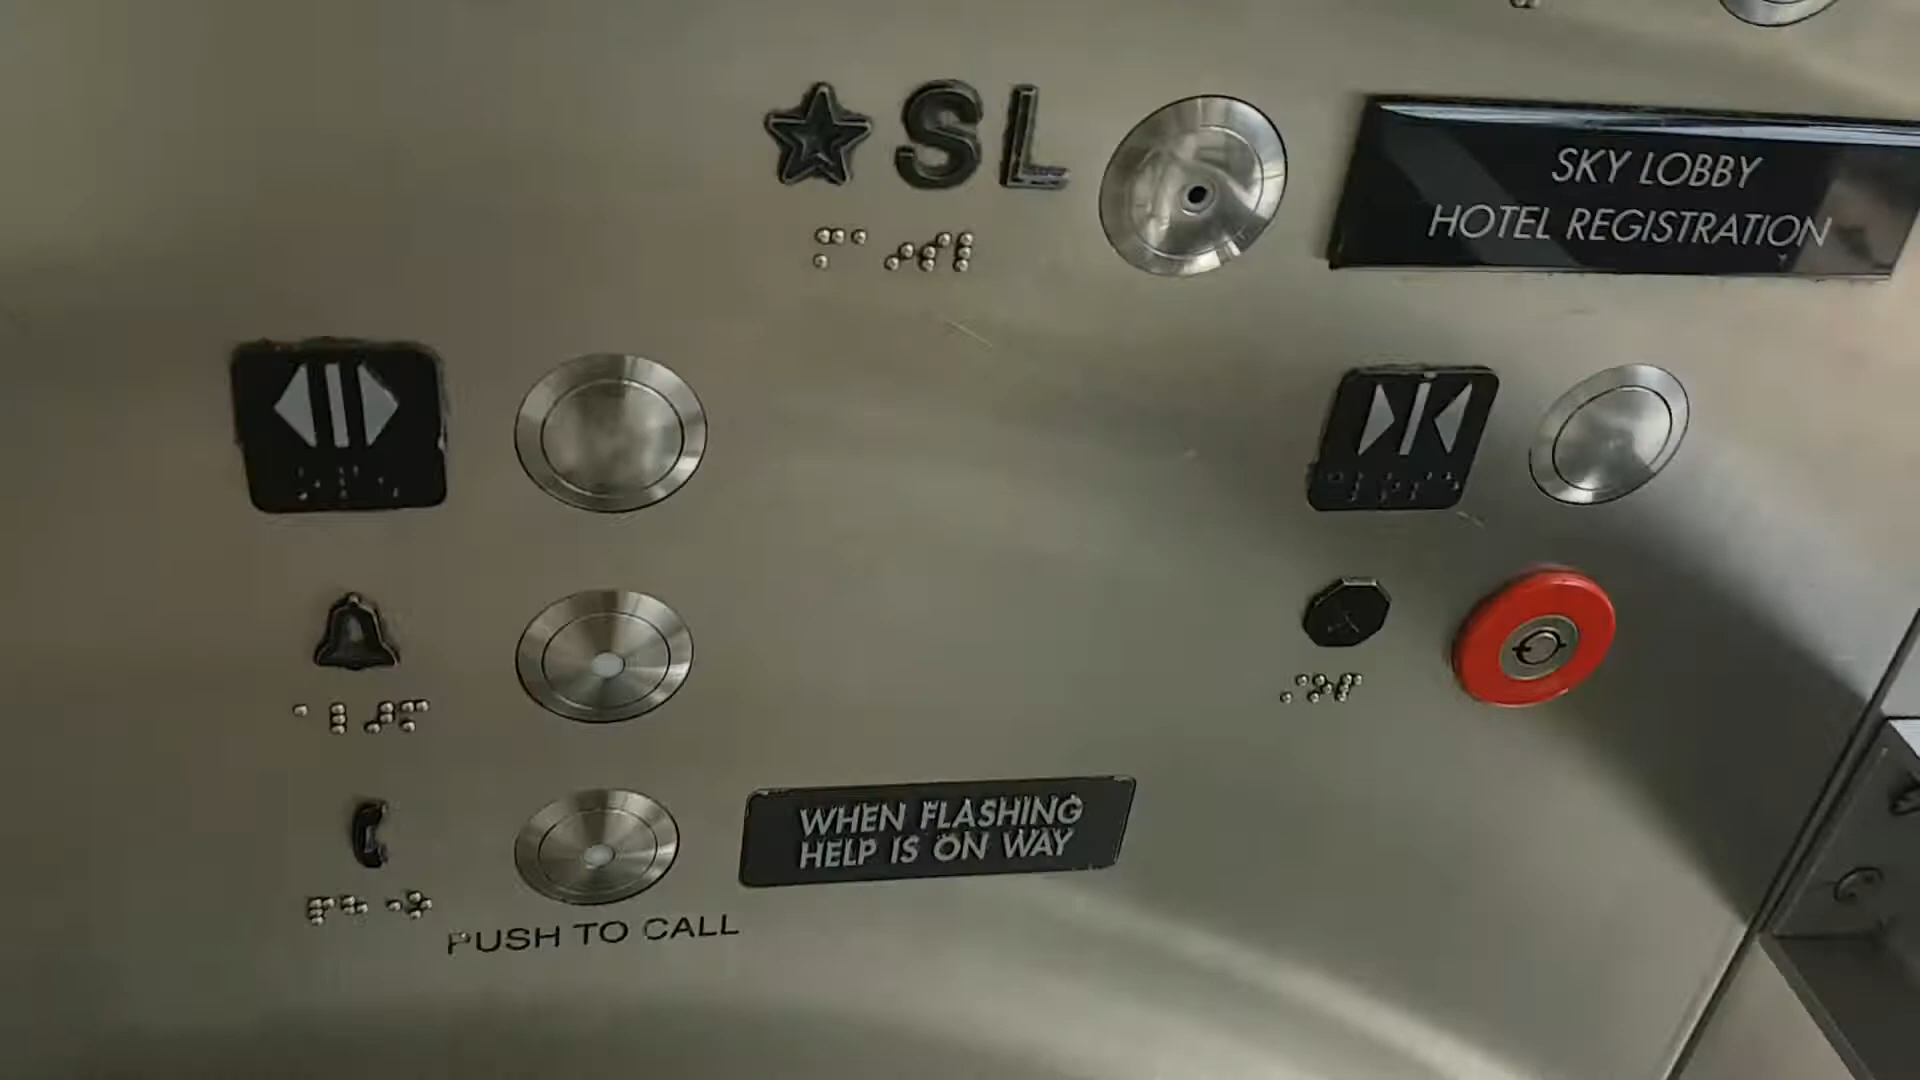 SL
SKY LOBBY
HOTEL REGISTRATION
WHEN FLASHING
HELP IS ON WAY
PUSH TO CALL